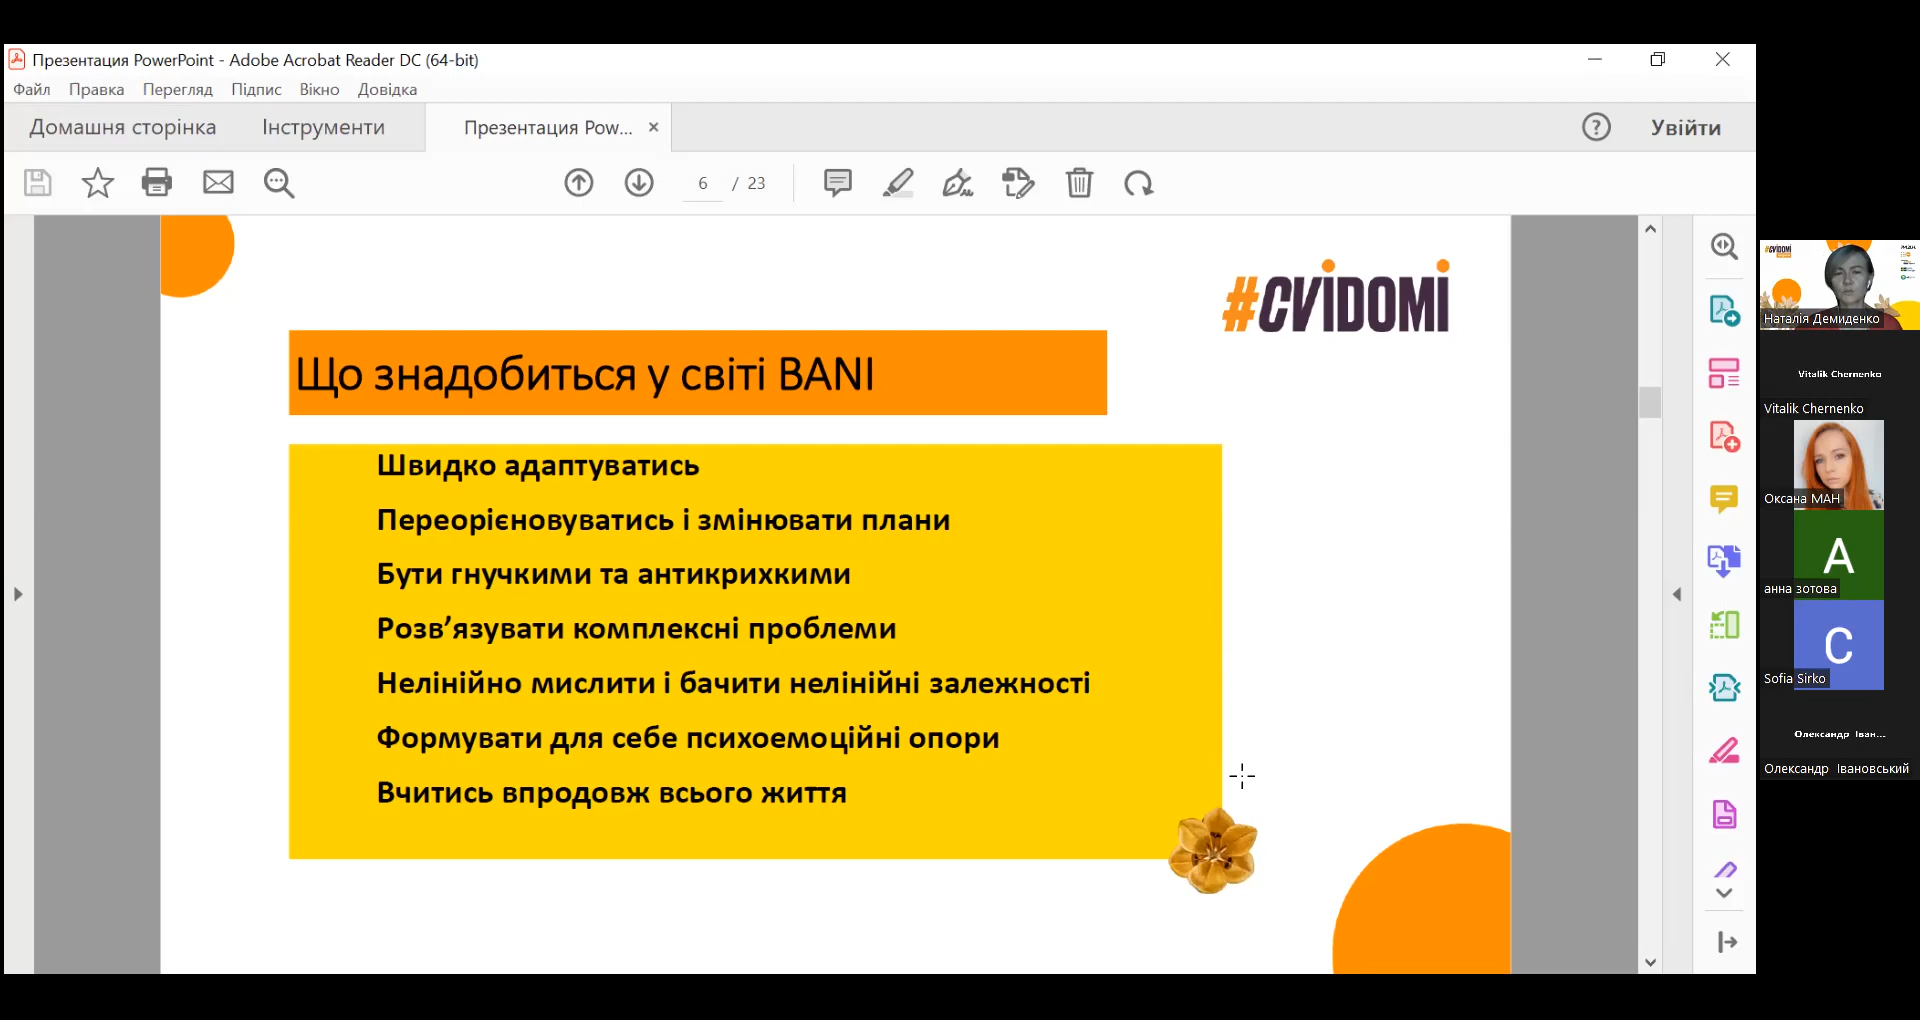 Презентация PowerPoint - Adobe Acrobat Reader DC (64-bit)
Файл Правка Перегляд Підпис Вікно Довідка
Домашня сторінка Інструменти Презентация Pow... × ? Увійти
6 / 23
#CVIDOMI
Що знадобиться у світі BANI
Швидко адаптуватись
Переорієновуватись і змінювати плани
Бути гнучкими та антикрихкими
Розв’язувати комплексні проблеми
Нелінійно мислити і бачити нелінійні залежності
Формувати для себе психоемоційні опори
Вчитись впродовж всього життя
#CVIDOMI
Наталія Демиденко
Vitalik Chernenko
Vitalik Chernenko
Оксана МАН
А
анна зотова
С
Sofia Sirko
Олександр Іван...
Олександр Івановський